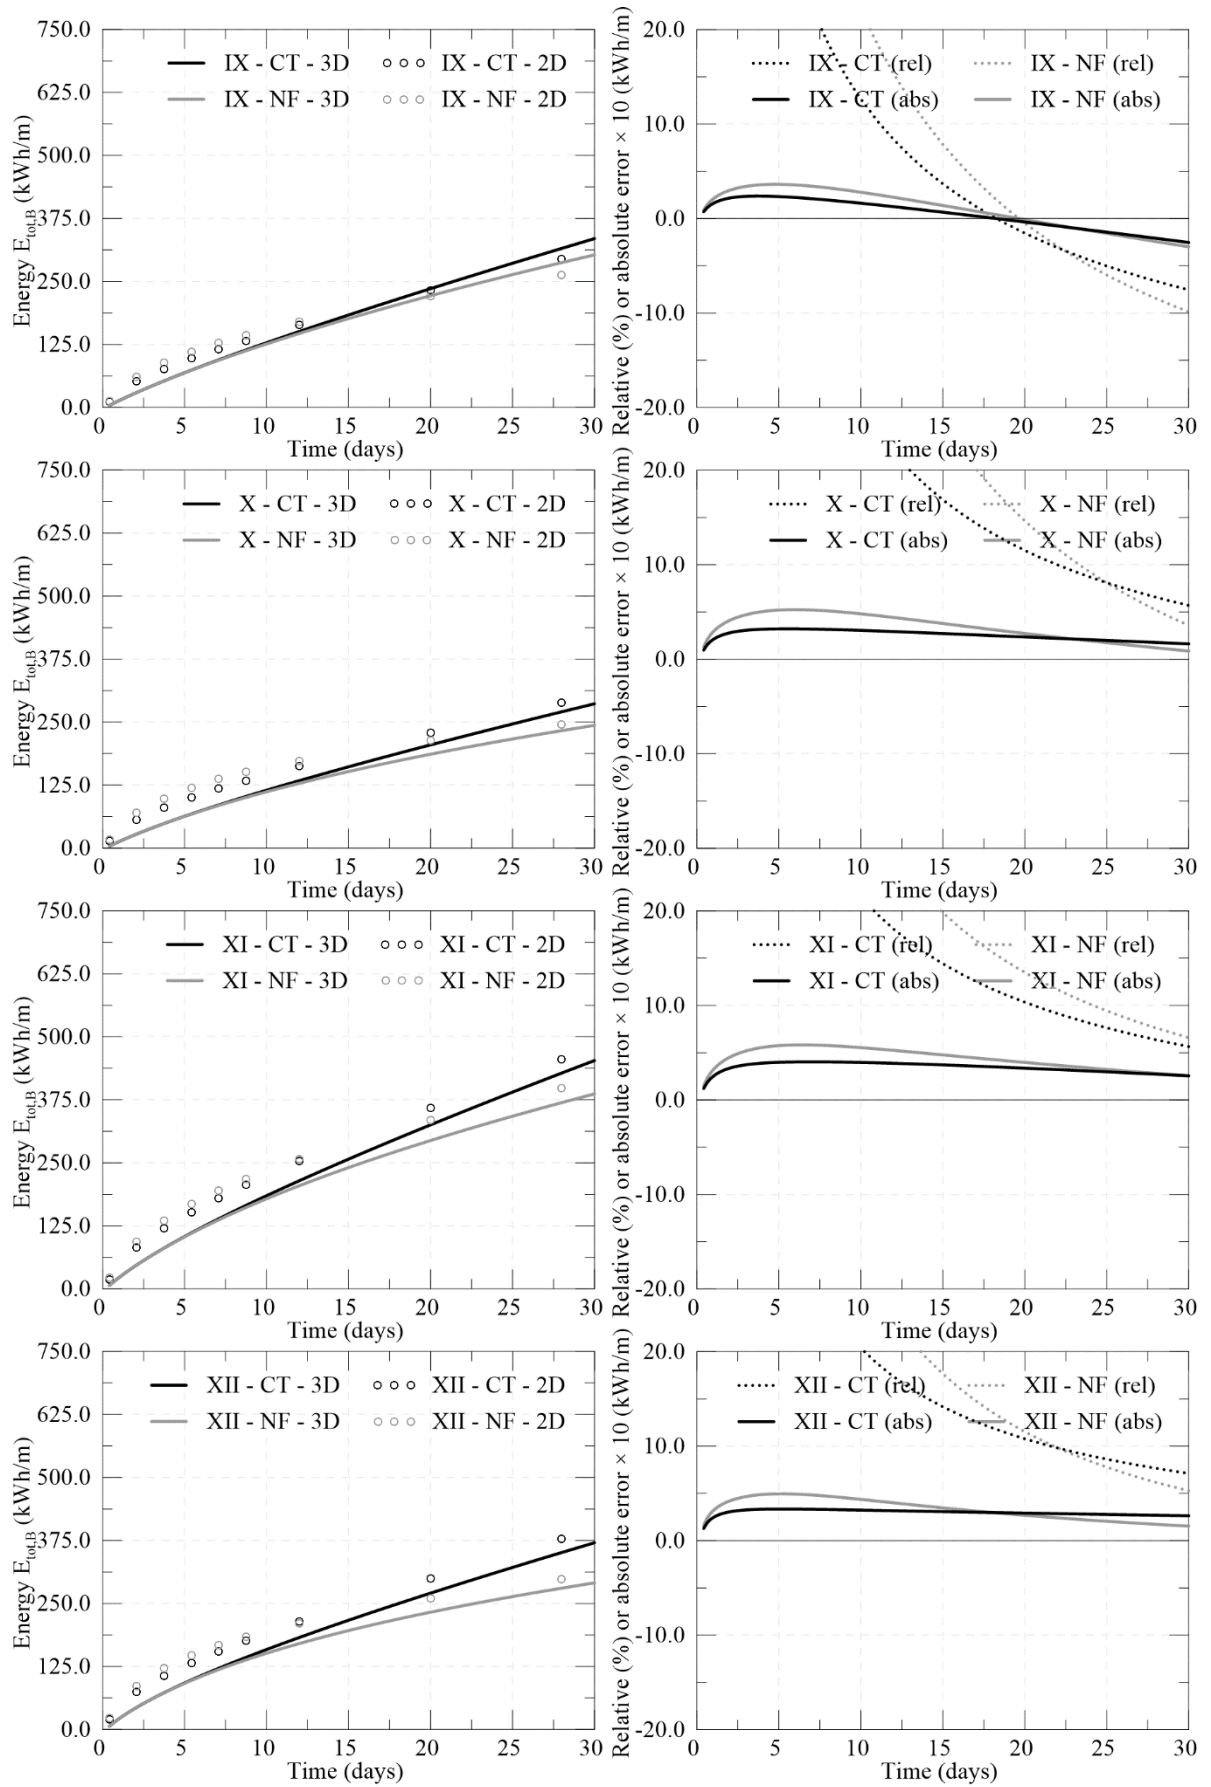 750.0
625.0
500.0
375.0
250.0
125.0
0.0
Energy E_tot,B (kWh/m)
IX - CT - 3D
IX - CT - 2D
IX - NF - 3D
IX - NF - 2D
0 5 10 15 20 25 30
Time (days)
20.0
10.0
0.0
-10.0
-20.0
Relative (%) or absolute error × 10 (kWh/m)
IX - CT (rel)
IX - NF (rel)
IX - CT (abs)
IX - NF (abs)
0 5 10 15 20 25 30
Time (days)
750.0
625.0
500.0
375.0
250.0
125.0
0.0
Energy E_tot,B (kWh/m)
X - CT - 3D
X - CT - 2D
X - NF - 3D
X - NF - 2D
0 5 10 15 20 25 30
Time (days)
20.0
10.0
0.0
-10.0
-20.0
Relative (%) or absolute error × 10 (kWh/m)
X - CT (rel)
X - NF (rel)
X - CT (abs)
X - NF (abs)
0 5 10 15 20 25 30
Time (days)
750.0
625.0
500.0
375.0
250.0
125.0
0.0
Energy E_tot,B (kWh/m)
XI - CT - 3D
XI - CT - 2D
XI - NF - 3D
XI - NF - 2D
0 5 10 15 20 25 30
Time (days)
20.0
10.0
0.0
-10.0
-20.0
Relative (%) or absolute error × 10 (kWh/m)
XI - CT (rel)
XI - NF (rel)
XI - CT (abs)
XI - NF (abs)
0 5 10 15 20 25 30
Time (days)
750.0
625.0
500.0
375.0
250.0
125.0
0.0
Energy E_tot,B (kWh/m)
XII - CT - 3D
XII - CT - 2D
XII - NF - 3D
XII - NF - 2D
0 5 10 15 20 25 30
Time (days)
20.0
10.0
0.0
-10.0
-20.0
Relative (%) or absolute error × 10 (kWh/m)
XII - CT (rel)
XII - NF (rel)
XII - CT (abs)
XII - NF (abs)
0 5 10 15 20 25 30
Time (days)